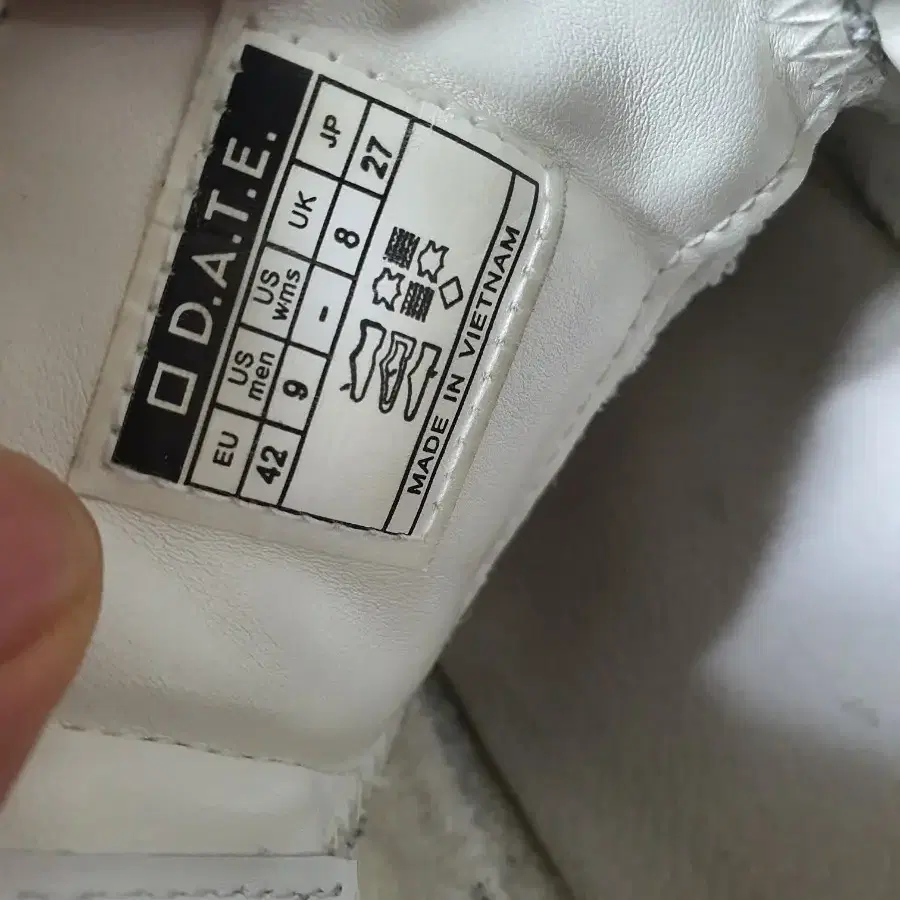 D.A.T.E.
EU US men US wms UK JP
42 9 - 8 27
MADE IN VIETNAM